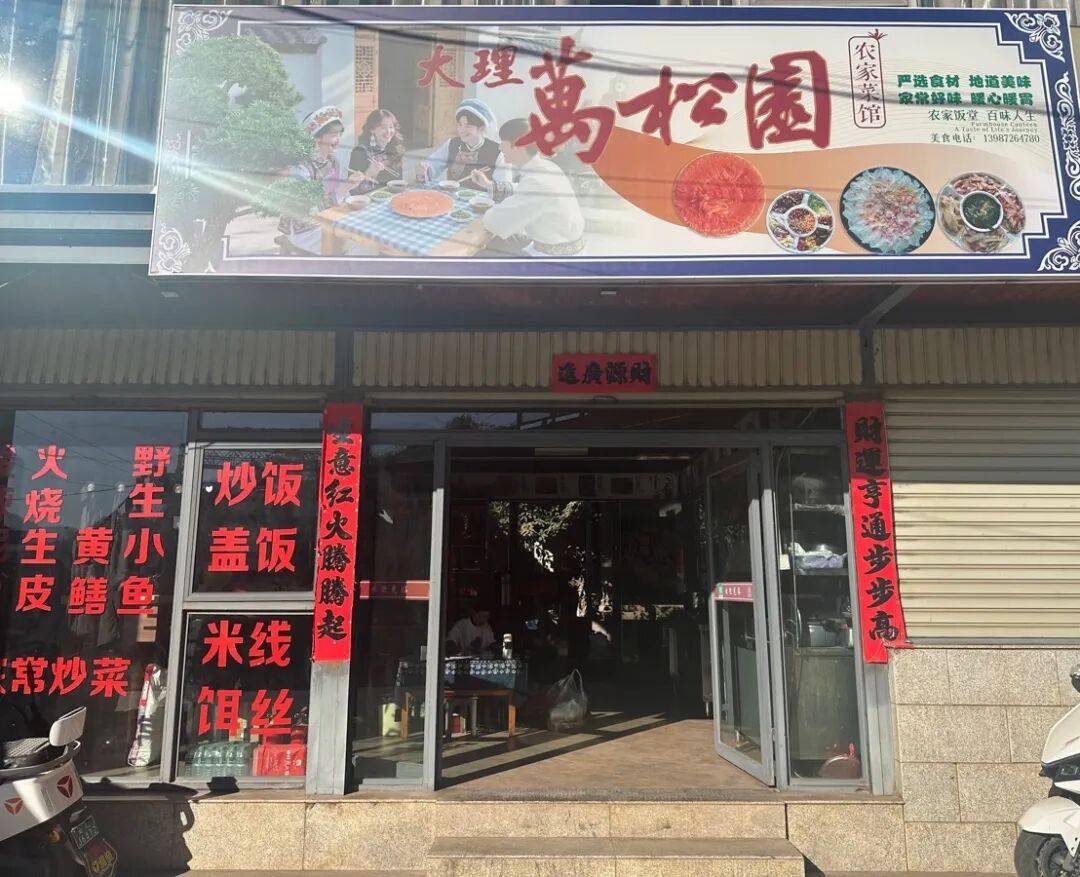 大理 萬松園
农家菜馆
严选食材 地道美味
家常好味 暖心暖胃
农家饭堂 百味人生
Farmhouse Canteen,
A Taste of Life's Journey
美食电话: 13987264780
進廣源財
生意红火腾腾起
財運亨通步步高
火烧生皮
黄鳝
野生小鱼
常炒菜
炒饭
盖饭
米线
饵丝